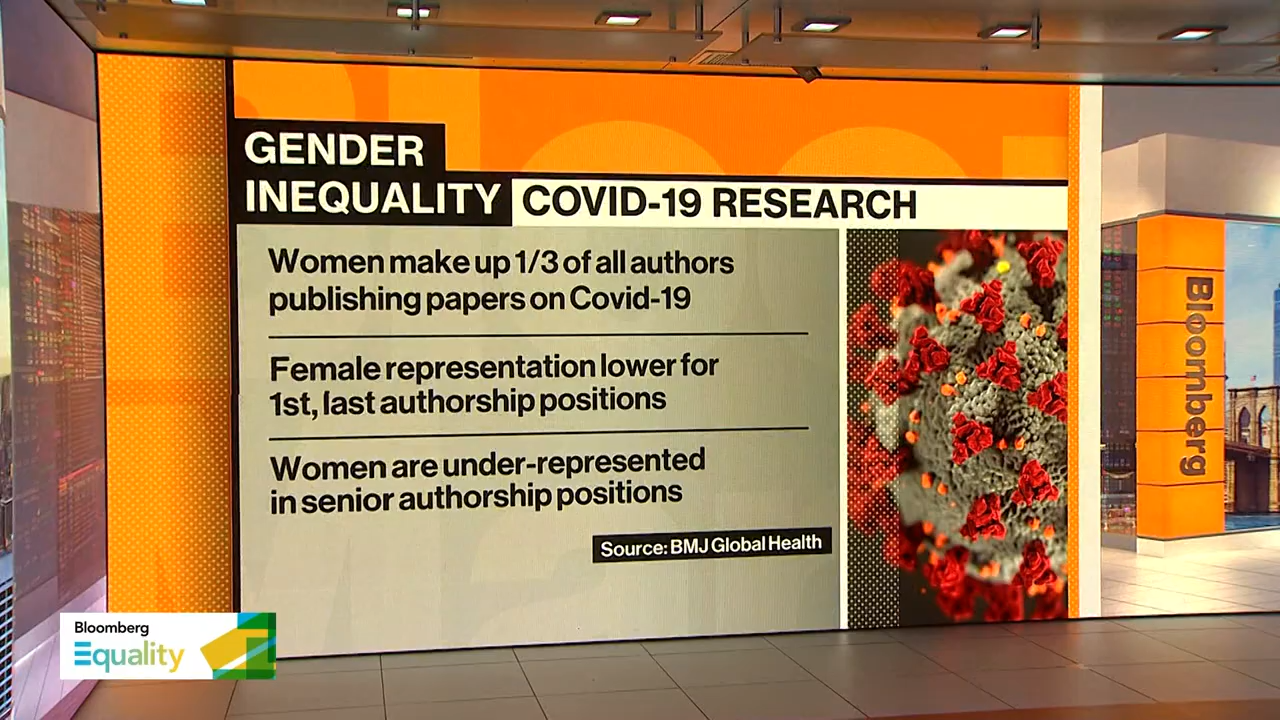 GENDER
INEQUALITY COVID-19 RESEARCH
Women make up 1/3 of all authors
publishing papers on Covid-19
Female representation lower for
1st, last authorship positions
Women are under-represented
in senior authorship positions
Source: BMJ Global Health
Bloomberg
Bloomberg
Equality